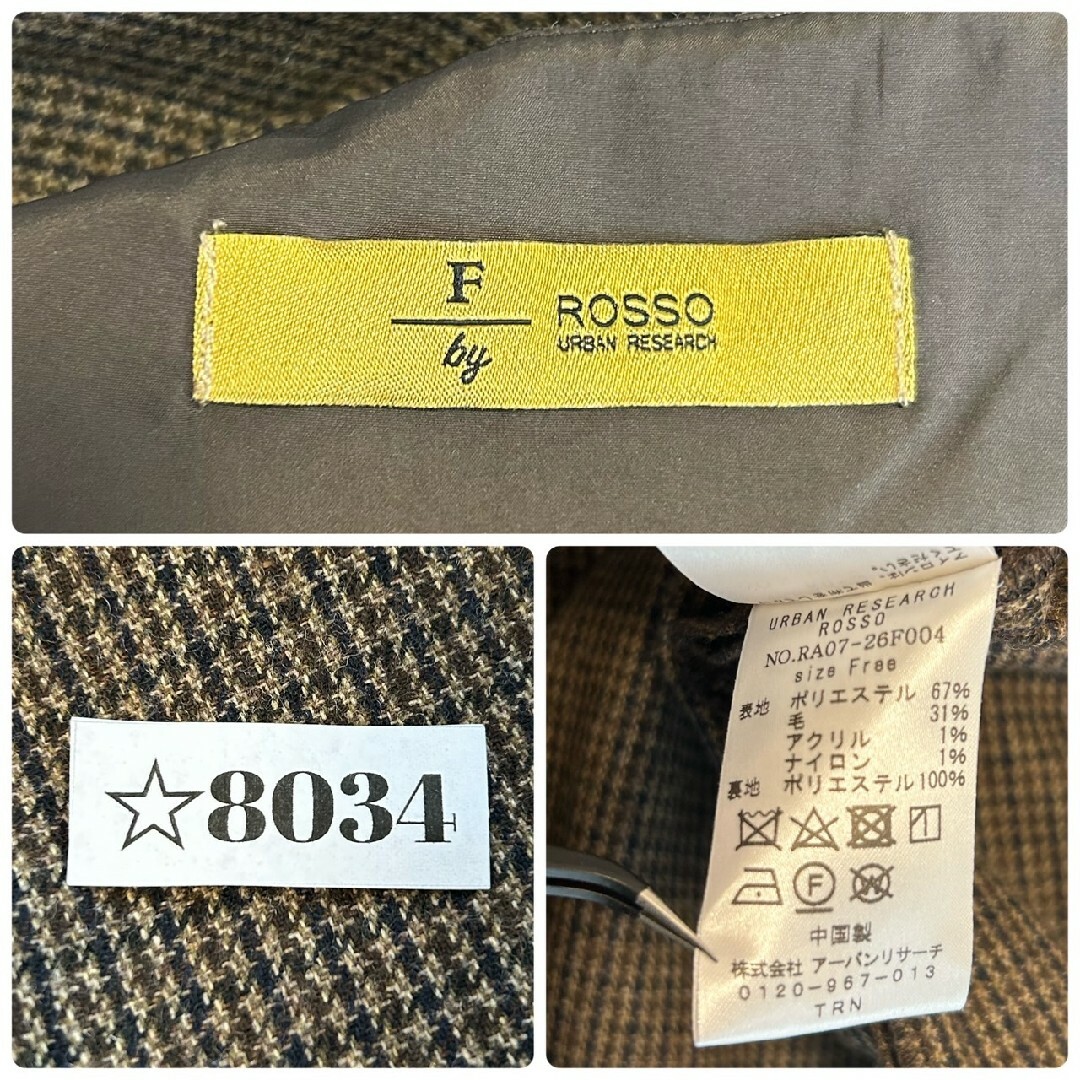 F
by
ROSSO
URBAN RESEARCH
☆8034
URBAN RESEARCH
ROSSO
NO.RA07-26F004
size Free
表地 ポリエステル 67%
毛 31%
アクリル 1%
ナイロン 1%
裏地 ポリエステル 100%
F
W
中国製
株式会社 アーバンリサーチ
0120-967-013
TRN